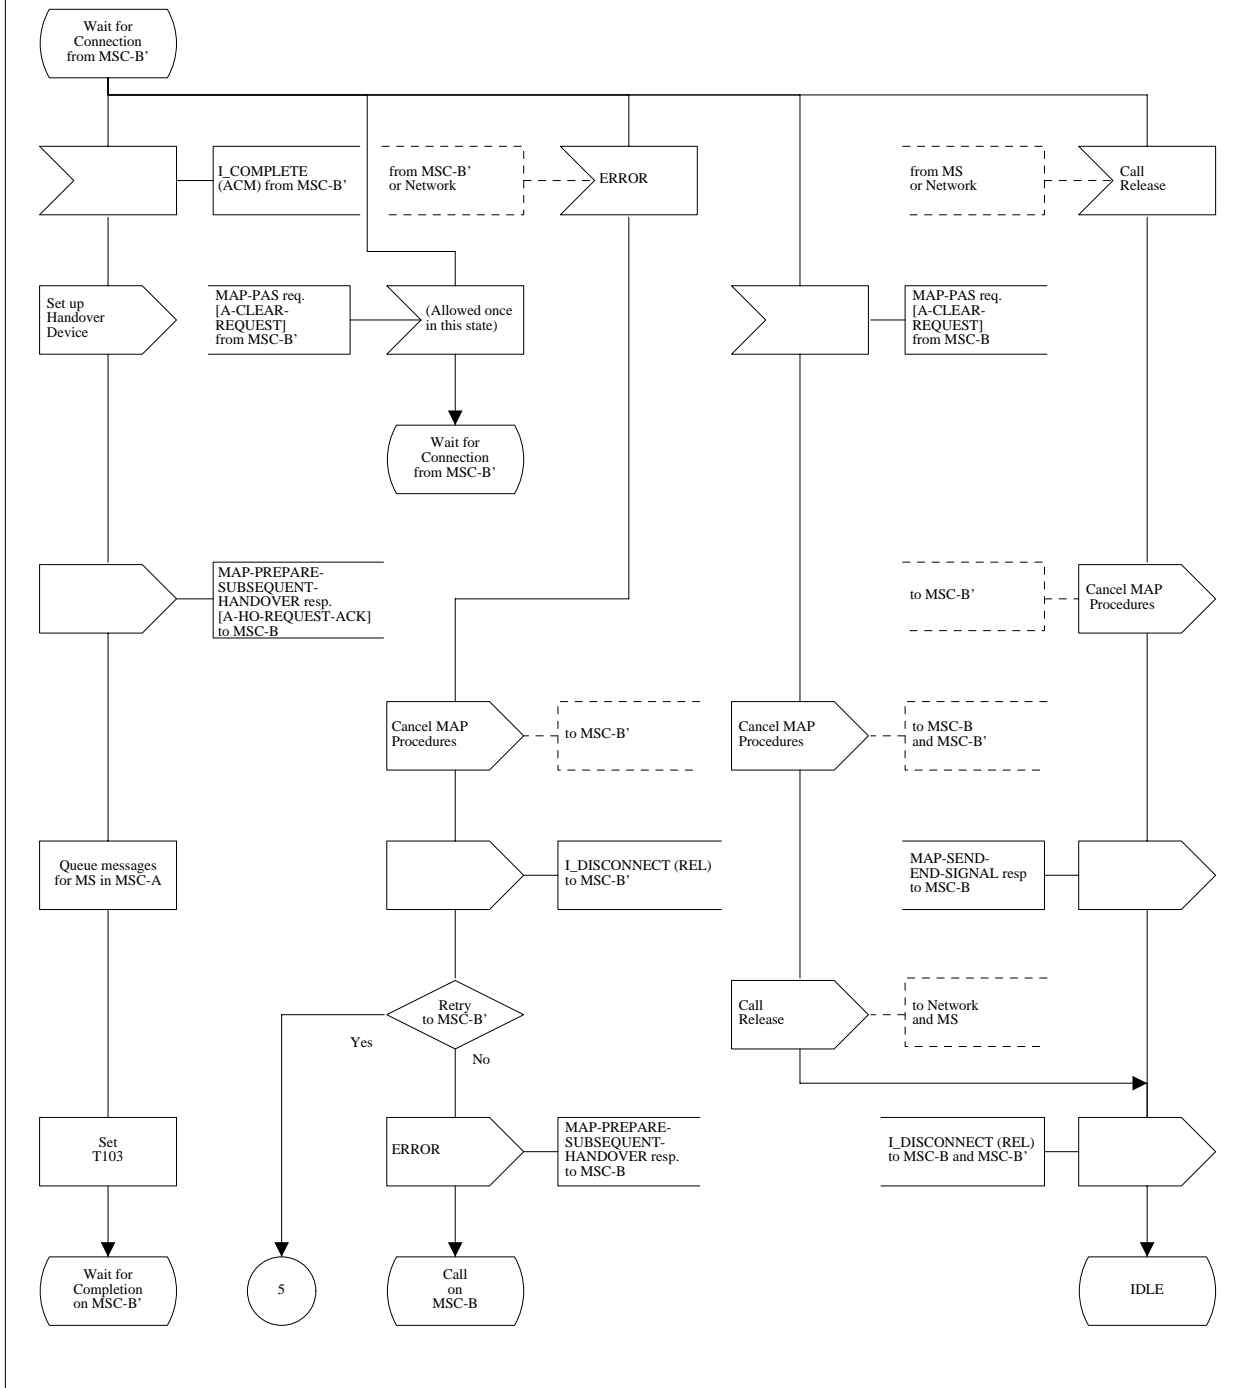 Wait for
Connection
from MSC-B’
I_COMPLETE
(ACM) from MSC-B’
from MSC-B’
or Network
ERROR
from MS
or Network
Call
Release
Set up
Handover
Device
MAP-PAS req.
[A-CLEAR-
REQUEST]
from MSC-B’
(Allowed once
in this state)
MAP-PAS req.
[A-CLEAR-
REQUEST]
from MSC-B
Wait for
Connection
from MSC-B’
MAP-PREPARE-
SUBSEQUENT-
HANDOVER resp.
[A-HO-REQUEST-ACK]
to MSC-B
to MSC-B’
Cancel MAP
Procedures
Cancel MAP
Procedures
to MSC-B’
Cancel MAP
Procedures
to MSC-B
and MSC-B’
Queue messages
for MS in MSC-A
I_DISCONNECT (REL)
to MSC-B’
MAP-SEND-
END-SIGNAL resp
to MSC-B
Retry
to MSC-B’
Yes
No
Call
Release
to Network
and MS
Set
T103
ERROR
MAP-PREPARE-
SUBSEQUENT-
HANDOVER resp.
to MSC-B
I_DISCONNECT (REL)
to MSC-B and MSC-B’
Wait for
Completion
on MSC-B’
5
Call
on
MSC-B
IDLE